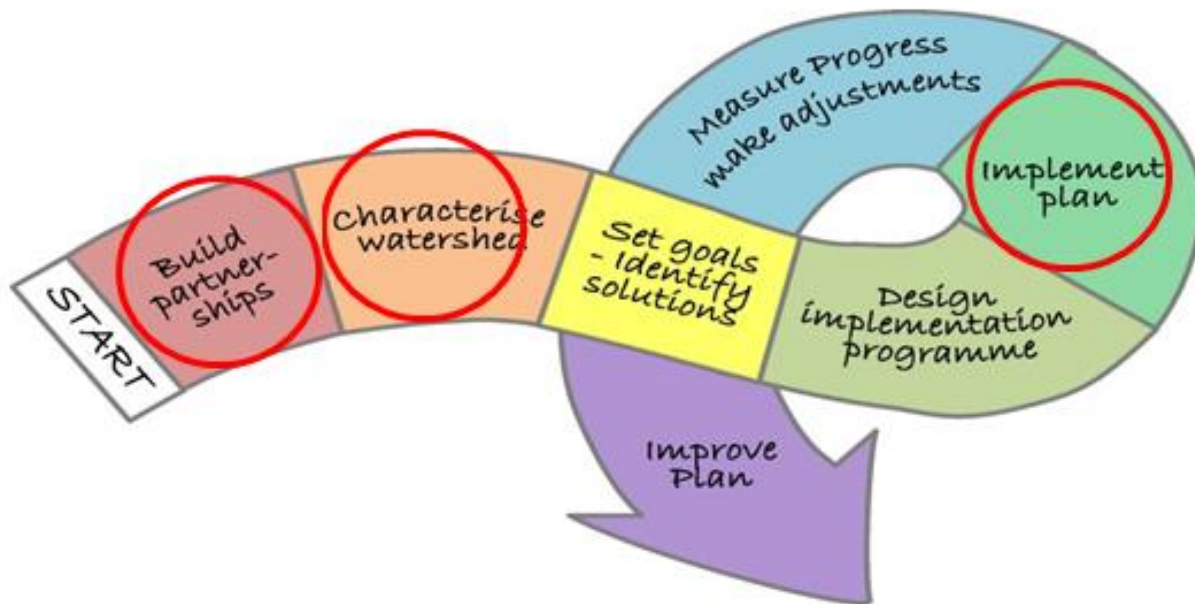 START
Build
partner-
ships
Characterise
watershed
Set goals
- Identify
solutions
Design
implementation
programme
Implement
plan
Measure Progress
make adjustments
Improve
Plan